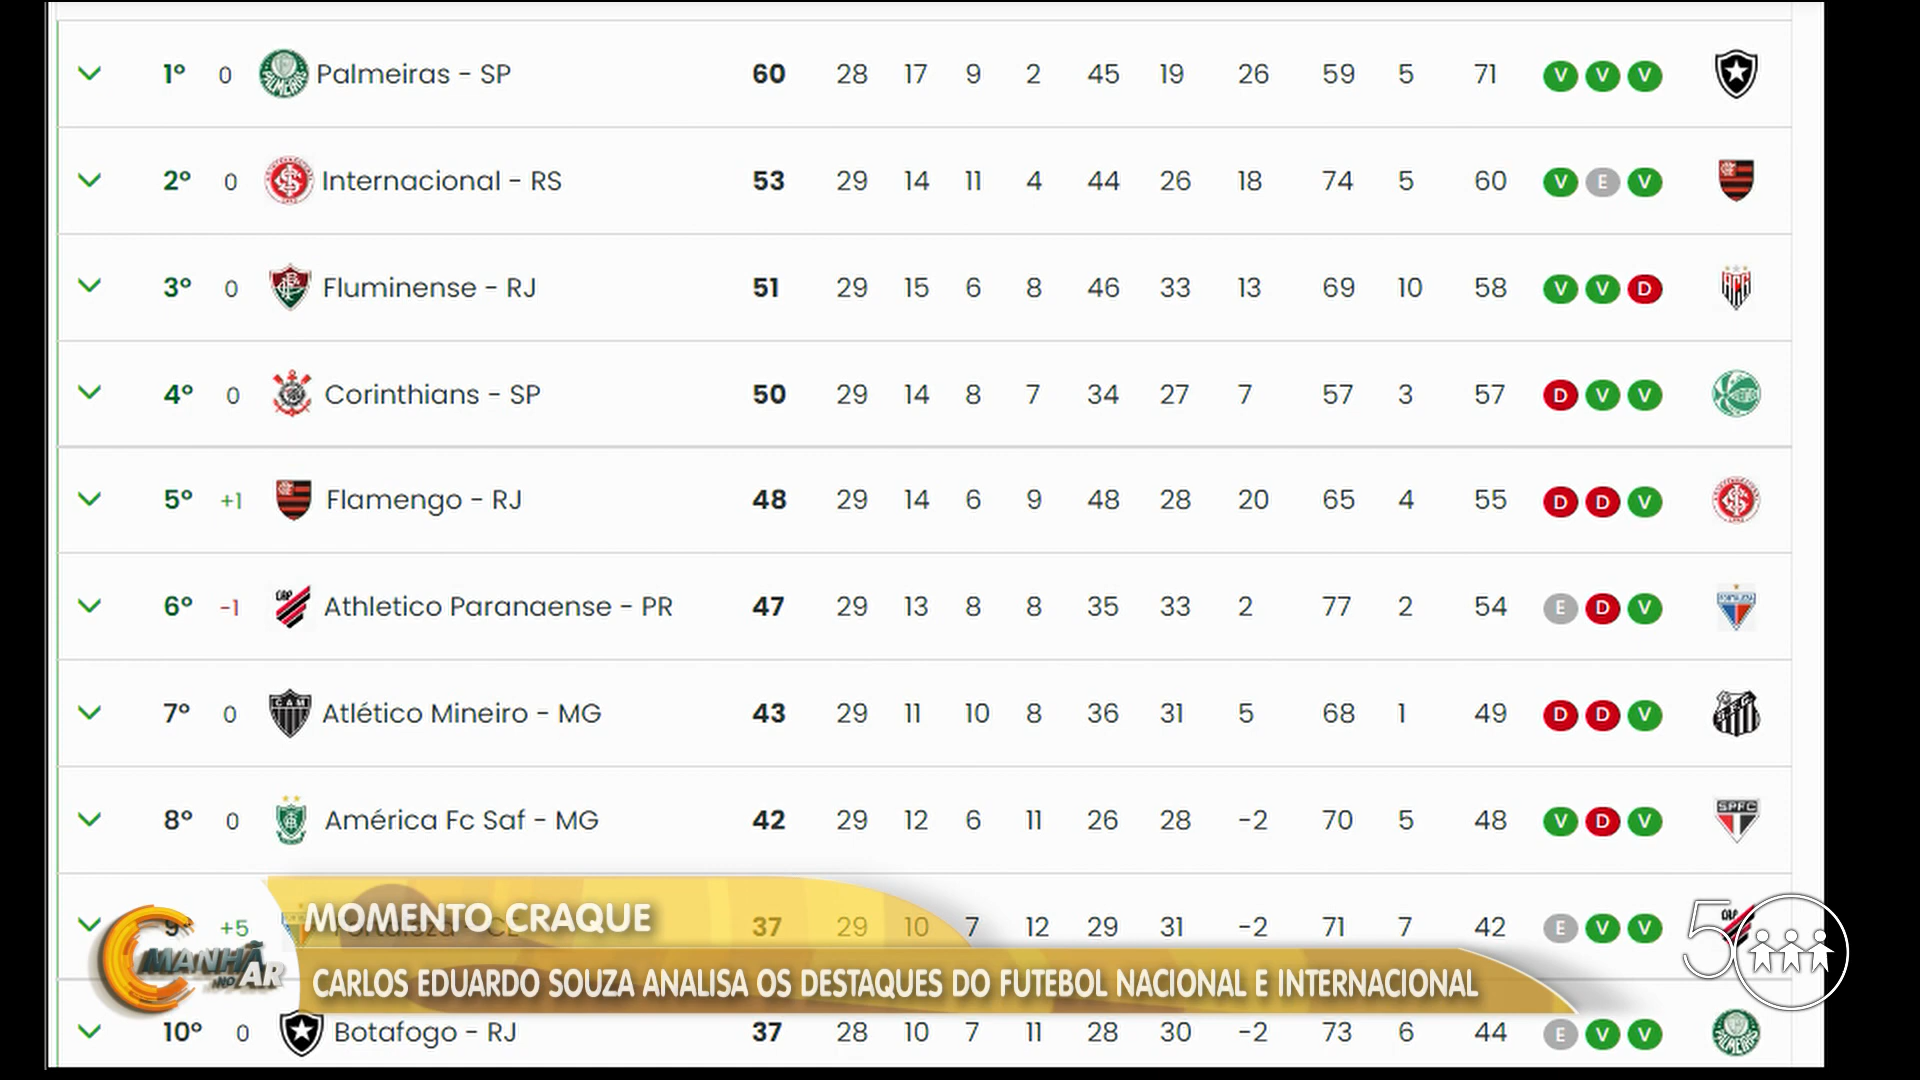 1º 0 Palmeiras - SP 60 28 17 9 2 45 19 26 59 5 71 V V V
2º 0 Internacional - RS 53 29 14 11 4 44 26 18 74 5 60 V E V
3º 0 Fluminense - RJ 51 29 15 6 8 46 33 13 69 10 58 V V D
4º 0 Corinthians - SP 50 29 14 8 7 34 27 7 57 3 57 D V V
5º +1 Flamengo - RJ 48 29 14 6 9 48 28 20 65 4 55 D D V
6º -1 CAP Athletico Paranaense - PR 47 29 13 8 8 35 33 2 77 2 54 E D V
7º 0 CAM Atlético Mineiro - MG 43 29 11 10 8 36 31 5 68 1 49 D D V
8º 0 América Fc Saf - MG 42 29 12 6 11 26 28 -2 70 5 48 V D V SPFC
9º +5 Fortaleza - CE 37 29 10 7 12 29 31 -2 71 7 42 E V V
MOMENTO CRAQUE
MANHÃ NO AR
CARLOS EDUARDO SOUZA ANALISA OS DESTAQUES DO FUTEBOL NACIONAL E INTERNACIONAL
50
10º 0 Botafogo - RJ 37 28 10 7 11 28 30 -2 73 6 44 E V V